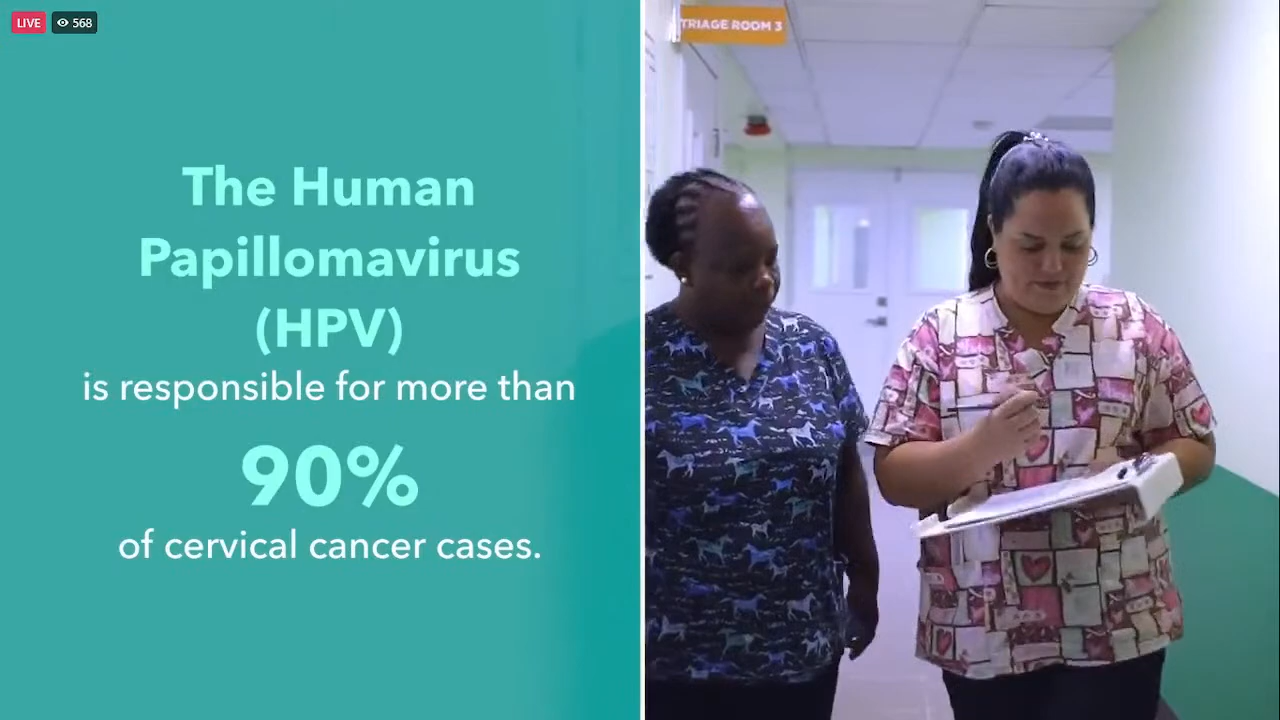 LIVE 568
TRIAGE ROOM 3
The Human
Papillomavirus
(HPV)
is responsible for more than
90%
of cervical cancer cases.